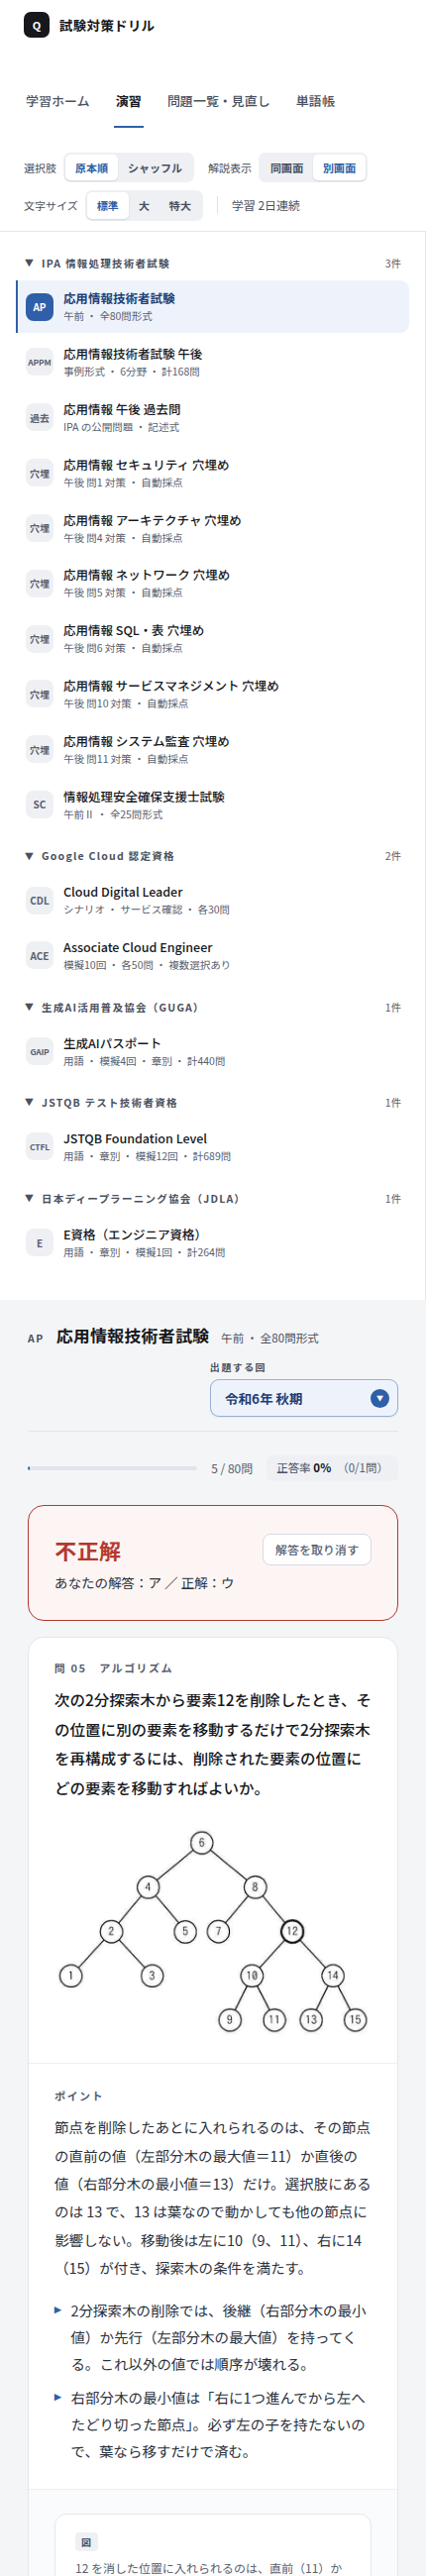 Q 試験対策ドリル
学習ホーム 演習 問題一覧・見直し 単語帳
選択肢 原本順 シャッフル 解説表示 同画面 別画面
文字サイズ 標準 大 特大 学習 2日連続
▼ IPA 情報処理技術者試験 3件
AP 応用情報技術者試験
午前 ・ 全80問形式
APPM 応用情報技術者試験 午後
事例形式 ・ 6分野 ・ 計168問
過去 応用情報 午後 過去問
IPA の公開問題 ・ 記述式
穴埋 応用情報 セキュリティ 穴埋め
午後 問1 対策 ・ 自動採点
穴埋 応用情報 アーキテクチャ 穴埋め
午後 問4 対策 ・ 自動採点
穴埋 応用情報 ネットワーク 穴埋め
午後 問5 対策 ・ 自動採点
穴埋 応用情報 SQL・表 穴埋め
午後 問6 対策 ・ 自動採点
穴埋 応用情報 サービスマネジメント 穴埋め
午後 問10 対策 ・ 自動採点
穴埋 応用情報 システム監査 穴埋め
午後 問11 対策 ・ 自動採点
SC 情報処理安全確保支援士試験
午前Ⅱ ・ 全25問形式
▼ Google Cloud 認定資格 2件
CDL Cloud Digital Leader
シナリオ ・ サービス確認 ・ 各30問
ACE Associate Cloud Engineer
模擬10回 ・ 各50問 ・ 複数選択あり
▼ 生成AI活用普及協会（GUGA） 1件
GAIP 生成AIパスポート
用語 ・ 模擬4回 ・ 章別 ・ 計440問
▼ JSTQB テスト技術者資格 1件
CTFL JSTQB Foundation Level
用語 ・ 章別 ・ 模擬12回 ・ 計689問
▼ 日本ディープラーニング協会（JDLA） 1件
E E資格（エンジニア資格）
用語 ・ 章別 ・ 模擬1回 ・ 計264問
AP 応用情報技術者試験 午前 ・ 全80問形式
出題する回
令和6年 秋期 ▼
5 / 80問 正答率 0% （0/1問）
不正解 解答を取り消す
あなたの解答：ア ／ 正解：ウ
問 05 アルゴリズム
次の2分探索木から要素12を削除したとき、そ
の位置に別の要素を移動するだけで2分探索木
を再構成するには、削除された要素の位置に
どの要素を移動すればよいか。
6
4 8
2 5 7 12
1 3 10 14
9 11 13 15
ポイント
節点を削除したあとに入れられるのは、その節点
の直前の値（左部分木の最大値＝11）か直後の
値（右部分木の最小値＝13）だけ。選択肢にある
のは 13 で、13 は葉なので動かしても他の節点に
影響しない。移動後は左に10（9、11）、右に14
（15）が付き、探索木の条件を満たす。
▶ 2分探索木の削除では、後継（右部分木の最小
値）か先行（左部分木の最大値）を持ってく
る。これ以外の値では順序が壊れる。
▶ 右部分木の最小値は「右に1つ進んでから左へ
たどり切った節点」。必ず左の子を持たないの
で、葉なら移すだけで済む。
図
12 を消した位置に入れられるのは、直前（11）か